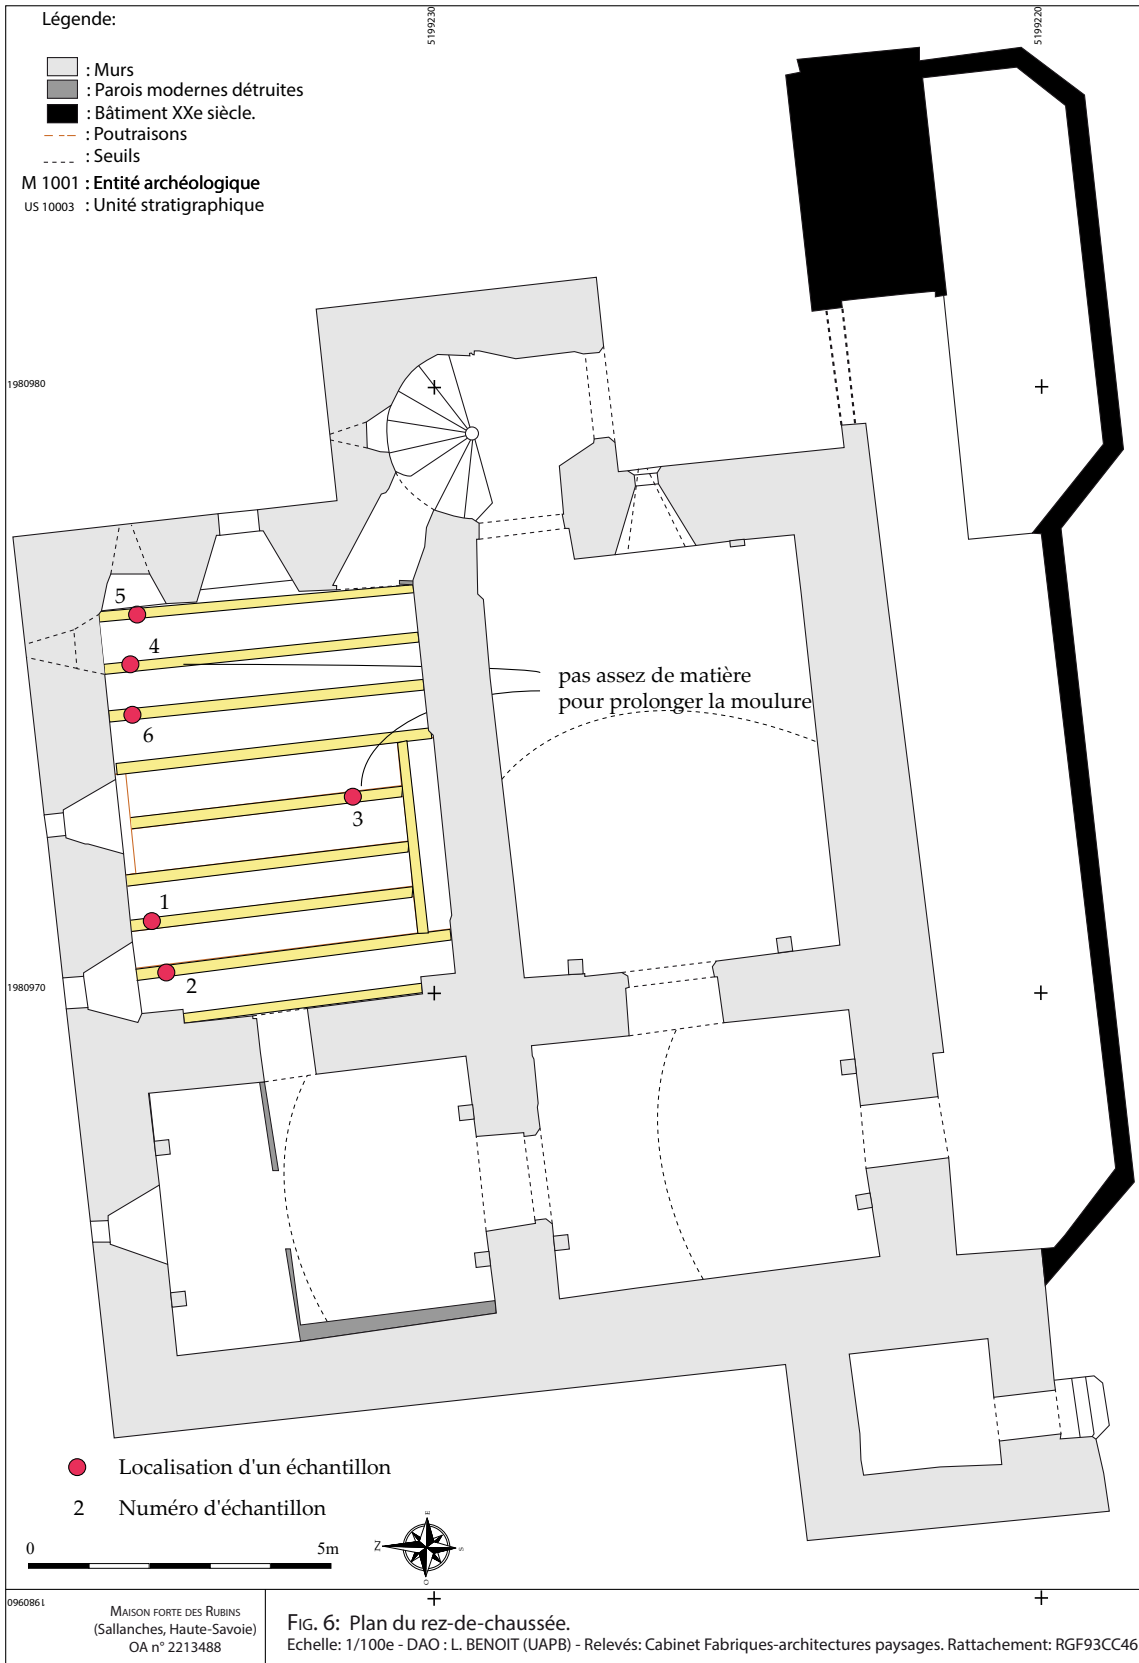 Légende:
: Murs
: Parois modernes détruites
: Bâtiment XXe siècle.
: Poutraisons
: Seuils
M 1001 : Entité archéologique
US 10003 : Unité stratigraphique
5199230
5199220
1980980
5
4
pas assez de matière
pour prolonger la moulure
6
3
1
2
1980970
Localisation d'un échantillon
2 Numéro d'échantillon
0 5m
E
Z
S
O
1980960
MAISON FORTE DES RUBINS
(Sallanches, Haute-Savoie)
OA n° 2213488
FIG. 6: Plan du rez-de-chaussée.
Echelle: 1/100e - DAO : L. BENOIT (UAPB) - Relevés: Cabinet Fabriques-architectures paysages. Rattachement: RGF93CC46